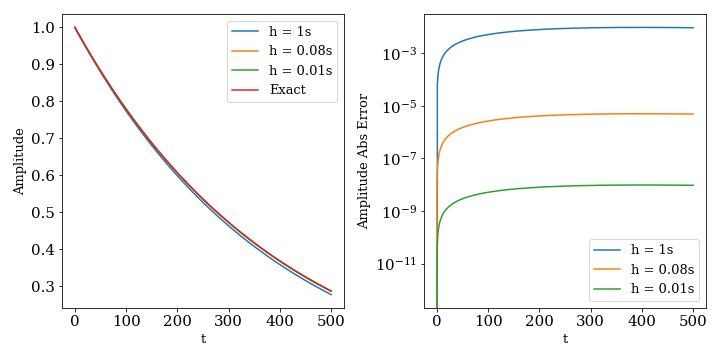 1.0
0.9
0.8
0.7
0.6
0.5
0.4
0.3
Amplitude
0 100 200 300 400 500
t
h = 1s
h = 0.08s
h = 0.01s
Exact
10⁻³
10⁻⁵
10⁻⁷
10⁻⁹
10⁻¹¹
Amplitude Abs Error
0 100 200 300 400 500
t
h = 1s
h = 0.08s
h = 0.01s